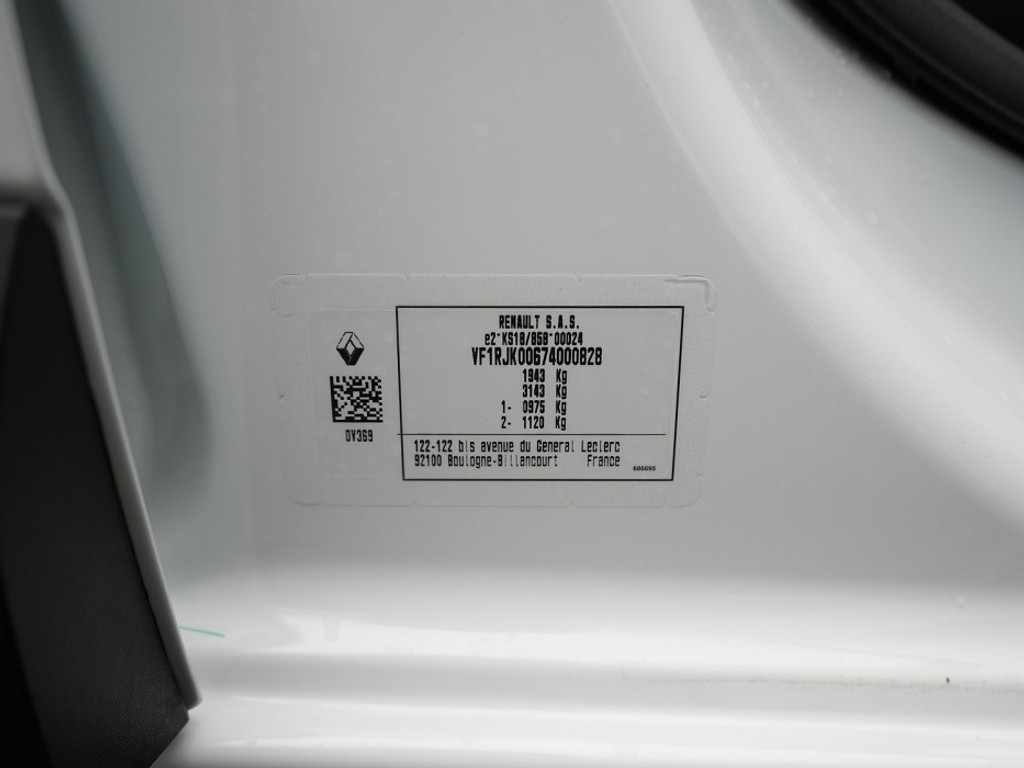 RENAULT S.A.S.
e2*KS18/858*00024
VF1RJK00674000828
1943 Kg
3143 Kg
1- 0975 Kg
2- 1120 Kg
0V369
122-122 bis avenue du General Leclerc
92100 Boulogne-Billancourt France
686695